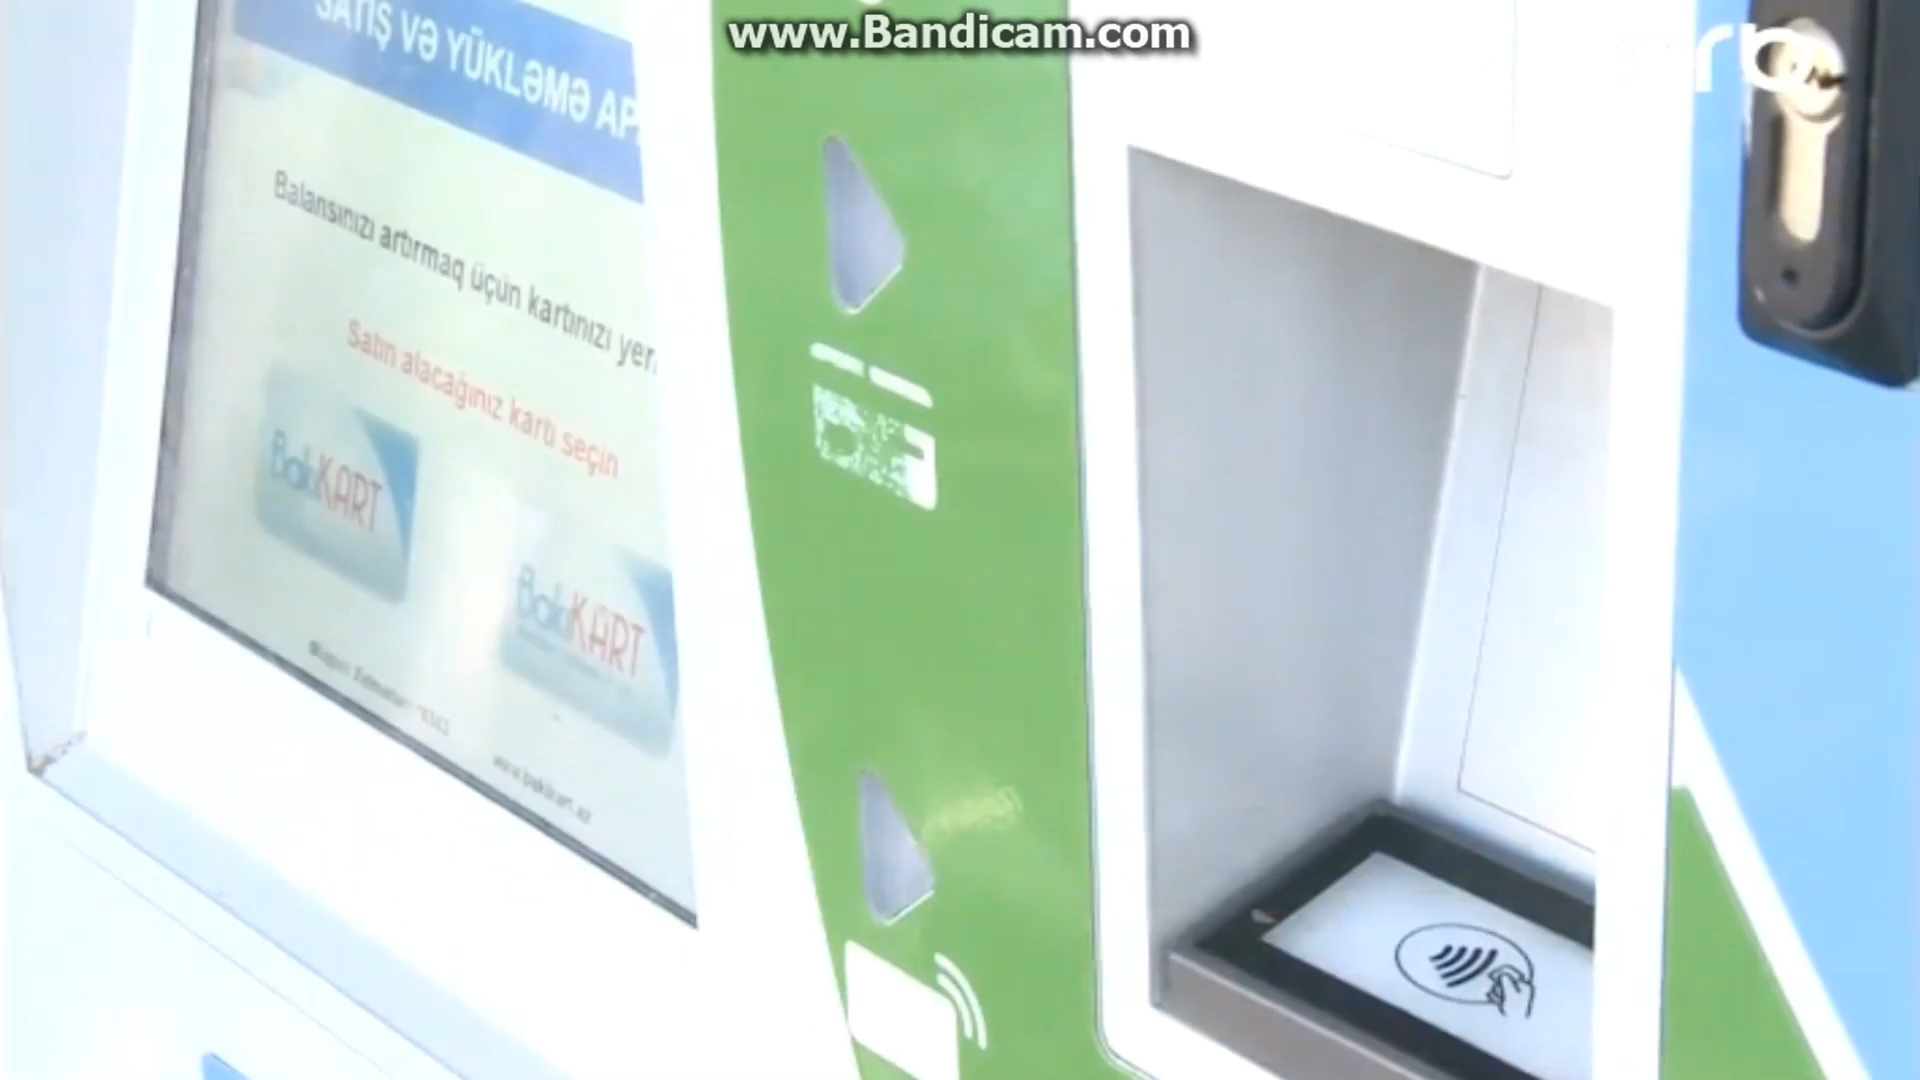 www.Bandicam.com
SATIŞ VƏ YÜKLƏMƏ AP
Balansınızı artırmaq üçün kartınızı yer
Satın alacağınız kartı seçin
BakıKART
BakıKART
www.bakikart.az